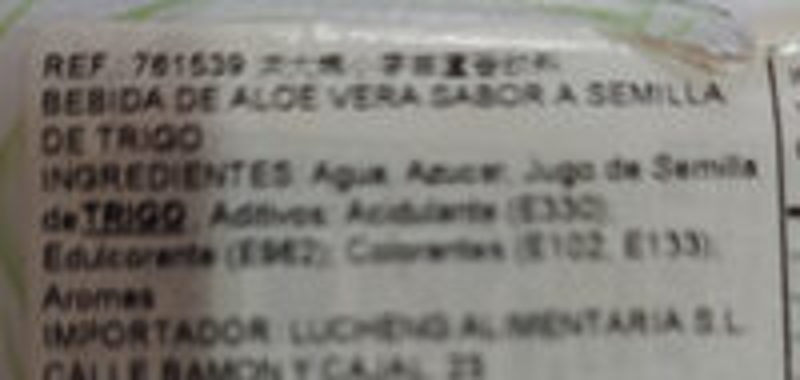 REF. 761539
BEBIDA DE ALOE VERA SABOR A SEMILLA
DE TRIGO
INGREDIENTES: Agua, Azucar, Jugo de Semilla
de TRIGO, Aditivos: Acidulante (E330),
Edulcorante (E962), Colorantes (E102, E133),
Aromas
IMPORTADOR: LUCHENG ALIMENTARIA S.L.
CALLE RAMON Y CAJAL, 23